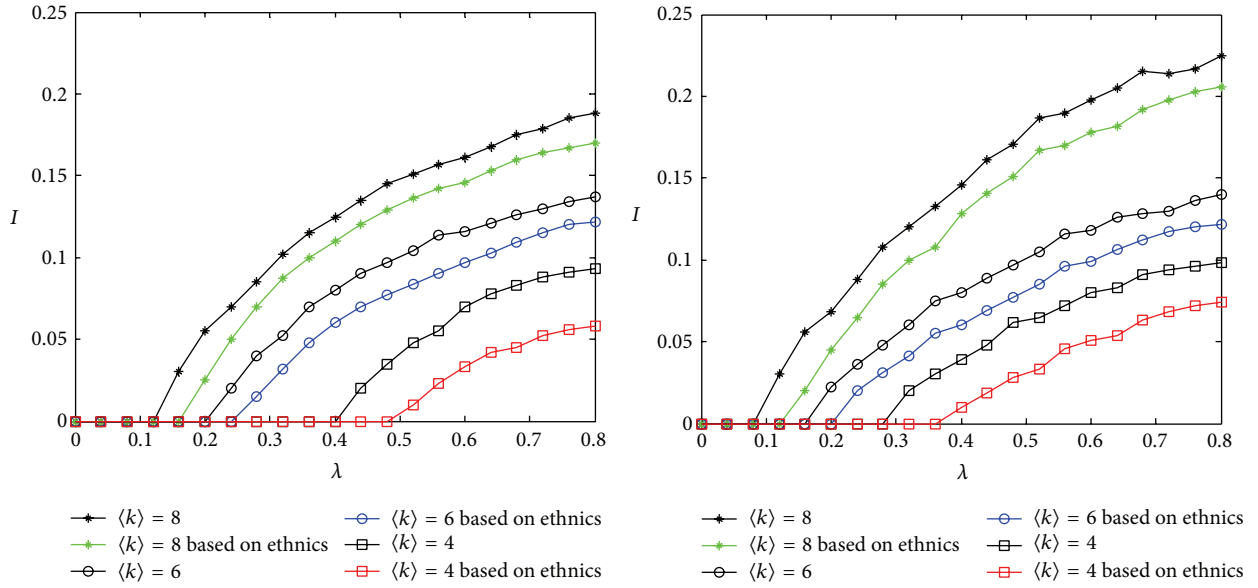 0.25
0.2
0.15
I
0.1
0.05
0
0 0.1 0.2 0.3 0.4 0.5 0.6 0.7 0.8
λ
⟨k⟩ = 8
⟨k⟩ = 8 based on ethnics
⟨k⟩ = 6
⟨k⟩ = 6 based on ethnics
⟨k⟩ = 4
⟨k⟩ = 4 based on ethnics
0.25
0.2
0.15
I
0.1
0.05
0
0 0.1 0.2 0.3 0.4 0.5 0.6 0.7 0.8
λ
⟨k⟩ = 8
⟨k⟩ = 8 based on ethnics
⟨k⟩ = 6
⟨k⟩ = 6 based on ethnics
⟨k⟩ = 4
⟨k⟩ = 4 based on ethnics